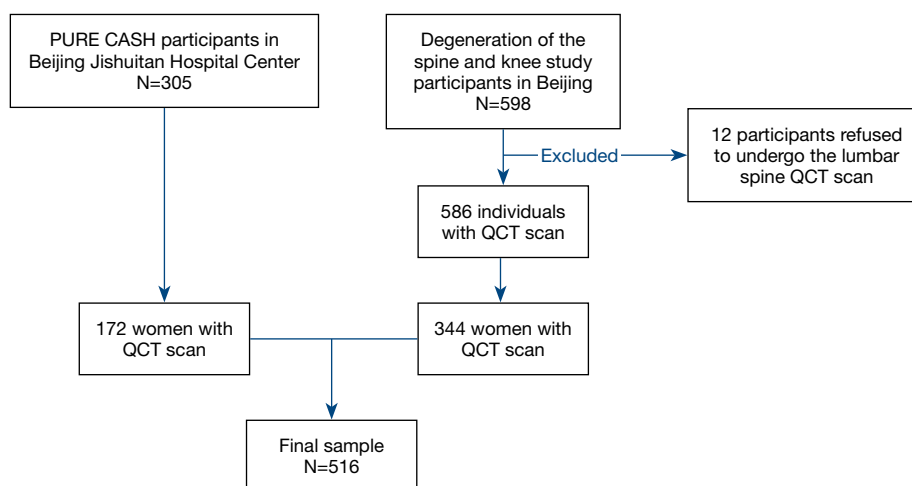 PURE CASH participants in
Beijing Jishuitan Hospital Center
N=305
Degeneration of the
spine and knee study
participants in Beijing
N=598
Excluded
12 participants refused
to undergo the lumbar
spine QCT scan
586 individuals
with QCT scan
172 women with
QCT scan
344 women with
QCT scan
Final sample
N=516